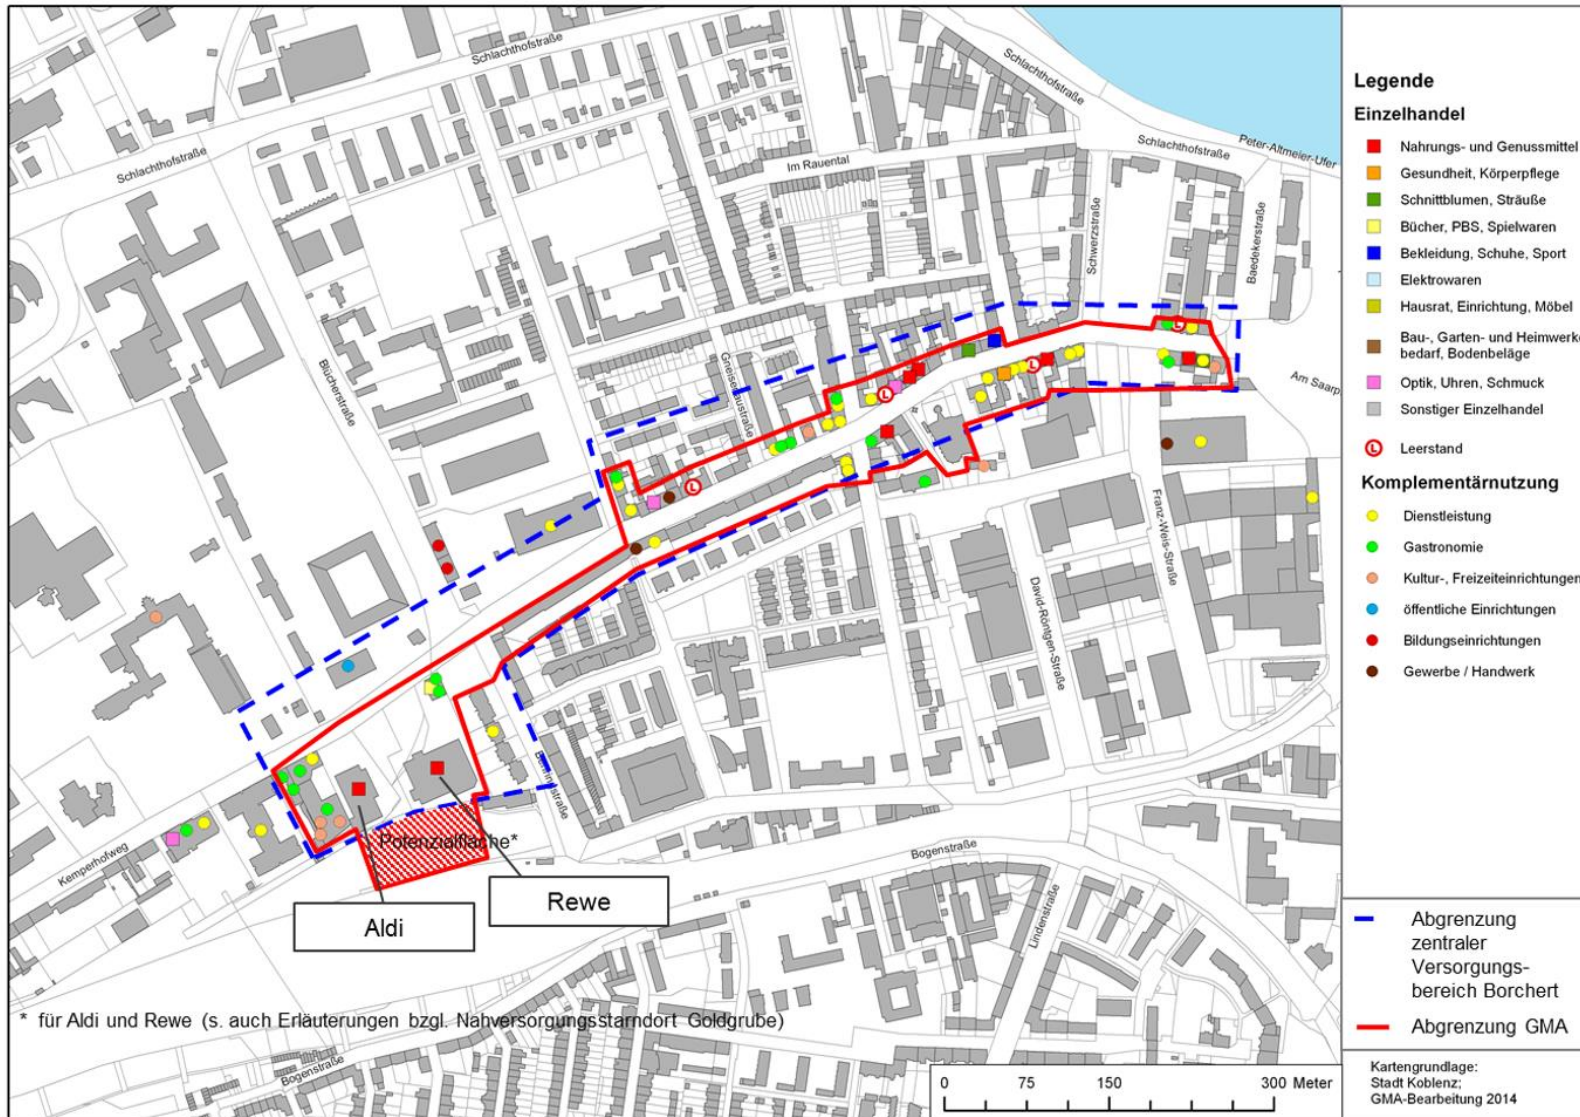 Schlachthofstraße
Schlachthofstraße
Schlachthofstraße
Schlachthofstraße
Peter-Altmeier-Ufer
Im Rauental
Schwerzstraße
Baedekerstraße
Am Saarp
Gneisenaustraße
Blücherstraße
Franz-Weis-Straße
David-Röntgen-Straße
Kemperhofweg
Potenzialfläche*
Bogenstraße
Lindenstraße
Aldi
Rewe
* für Aldi und Rewe (s. auch Erläuterungen bzgl. Nahversorgungsstarndort Goldgrube)
Bogenstraße
0 75 150 300 Meter
Legende
Einzelhandel
Nahrungs- und Genussmittel
Gesundheit, Körperpflege
Schnittblumen, Sträuße
Bücher, PBS, Spielwaren
Bekleidung, Schuhe, Sport
Elektrowaren
Hausrat, Einrichtung, Möbel
Bau-, Garten- und Heimwerke
bedarf, Bodenbeläge
Optik, Uhren, Schmuck
Sonstiger Einzelhandel
L Leerstand
Komplementärnutzung
Dienstleistung
Gastronomie
Kultur-, Freizeiteinrichtungen
öffentliche Einrichtungen
Bildungseinrichtungen
Gewerbe / Handwerk
Abgrenzung
zentraler
Versorgungs-
bereich Borchert
Abgrenzung GMA
Kartengrundlage:
Stadt Koblenz;
GMA-Bearbeitung 2014